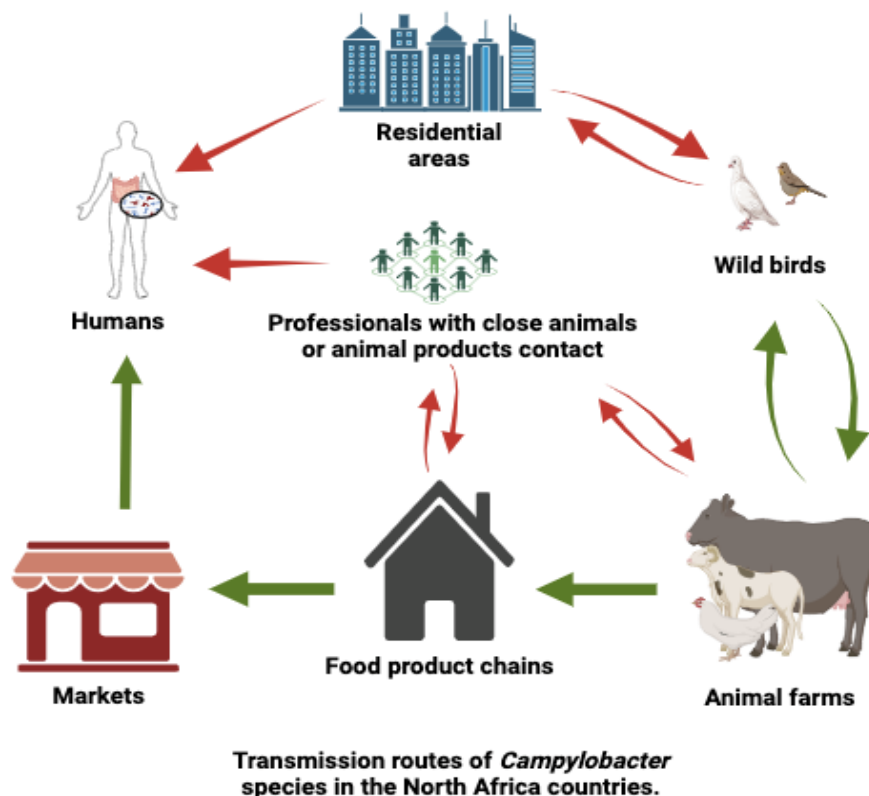 Residential
areas
Wild birds
Humans
Professionals with close animals
or animal products contact
Food product chains
Markets
Animal farms
Transmission routes of Campylobacter
species in the North Africa countries.